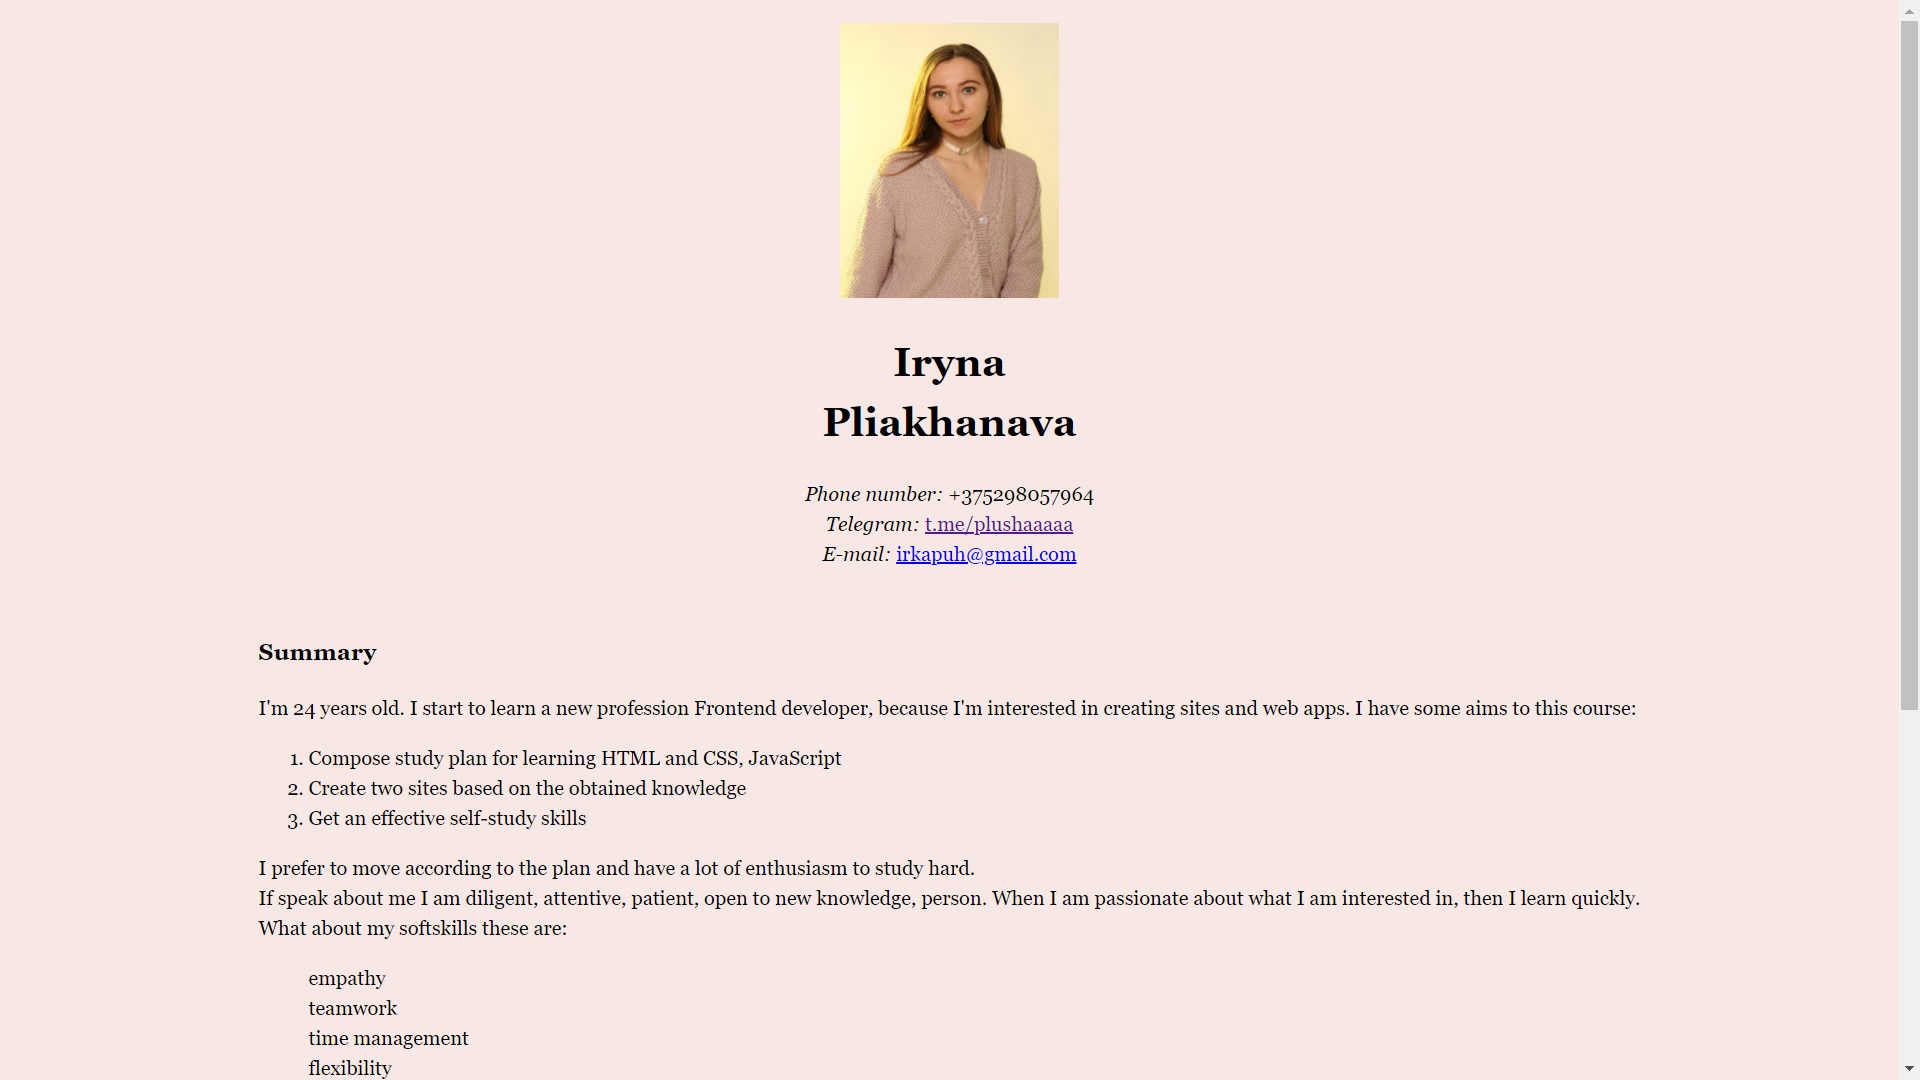 Iryna
Pliakhanava
Phone number: +375298057964
Telegram: t.me/plushaaaaa
E-mail: irkapuh@gmail.com
Summary
I'm 24 years old. I start to learn a new profession Frontend developer, because I'm interested in creating sites and web apps. I have some aims to this course:
1. Compose study plan for learning HTML and CSS, JavaScript
2. Create two sites based on the obtained knowledge
3. Get an effective self-study skills
I prefer to move according to the plan and have a lot of enthusiasm to study hard.
If speak about me I am diligent, attentive, patient, open to new knowledge, person. When I am passionate about what I am interested in, then I learn quickly.
What about my softskills these are:
empathy
teamwork
time management
flexibility